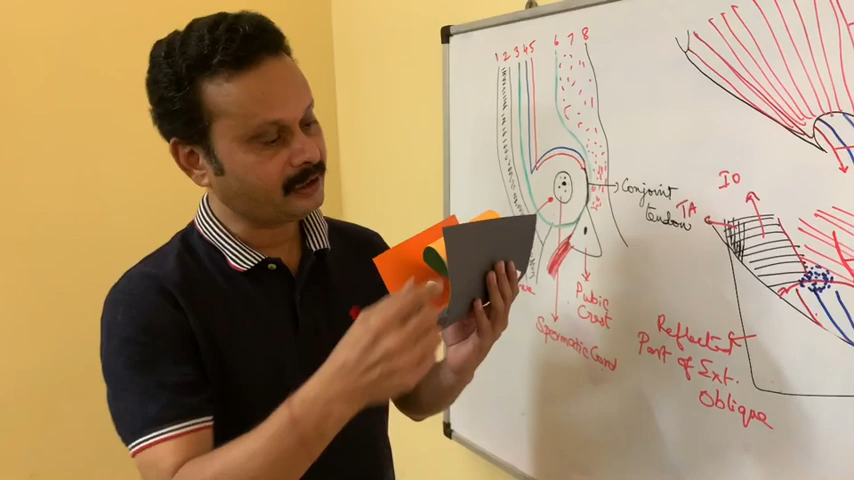 1 2 3 4 5 6 7 8
Conjoint
tendon
Pubic
Crest
Spermatic Cord
IO
TA
Reflected
Part of Ext.
Oblique